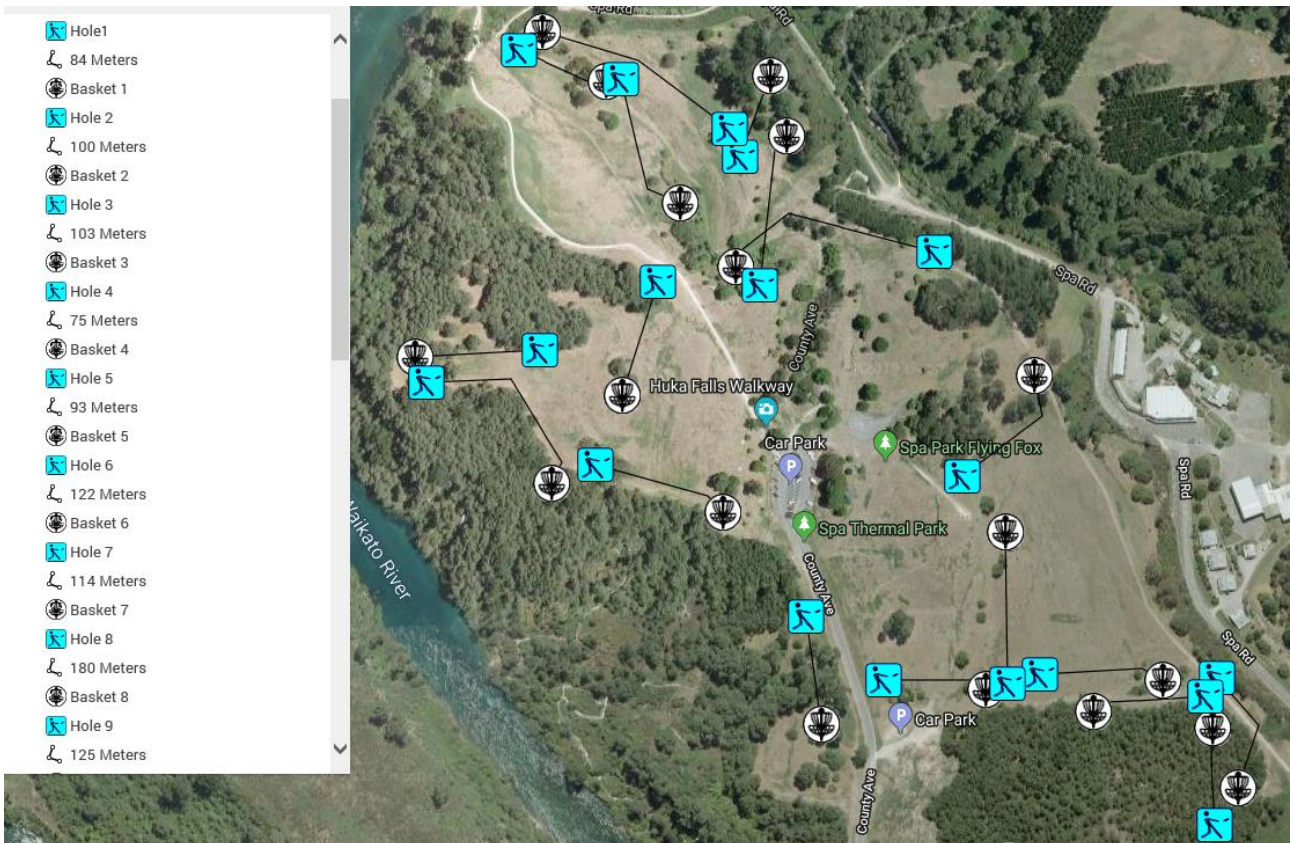 Hole1
84 Meters
Basket 1
Hole 2
100 Meters
Basket 2
Hole 3
103 Meters
Basket 3
Hole 4
75 Meters
Basket 4
Hole 5
93 Meters
Basket 5
Hole 6
122 Meters
Basket 6
Hole 7
114 Meters
Basket 7
Hole 8
180 Meters
Basket 8
Hole 9
125 Meters
Spa Rd
Spa Rd
Spa Rd
County Ave
Huka Falls Walkway
Car Park
P
Spa Park Flying Fox
Spa Rd
Spa Thermal Park
Waikato River
County Ave
Spa Rd
P
Car Park
County Ave